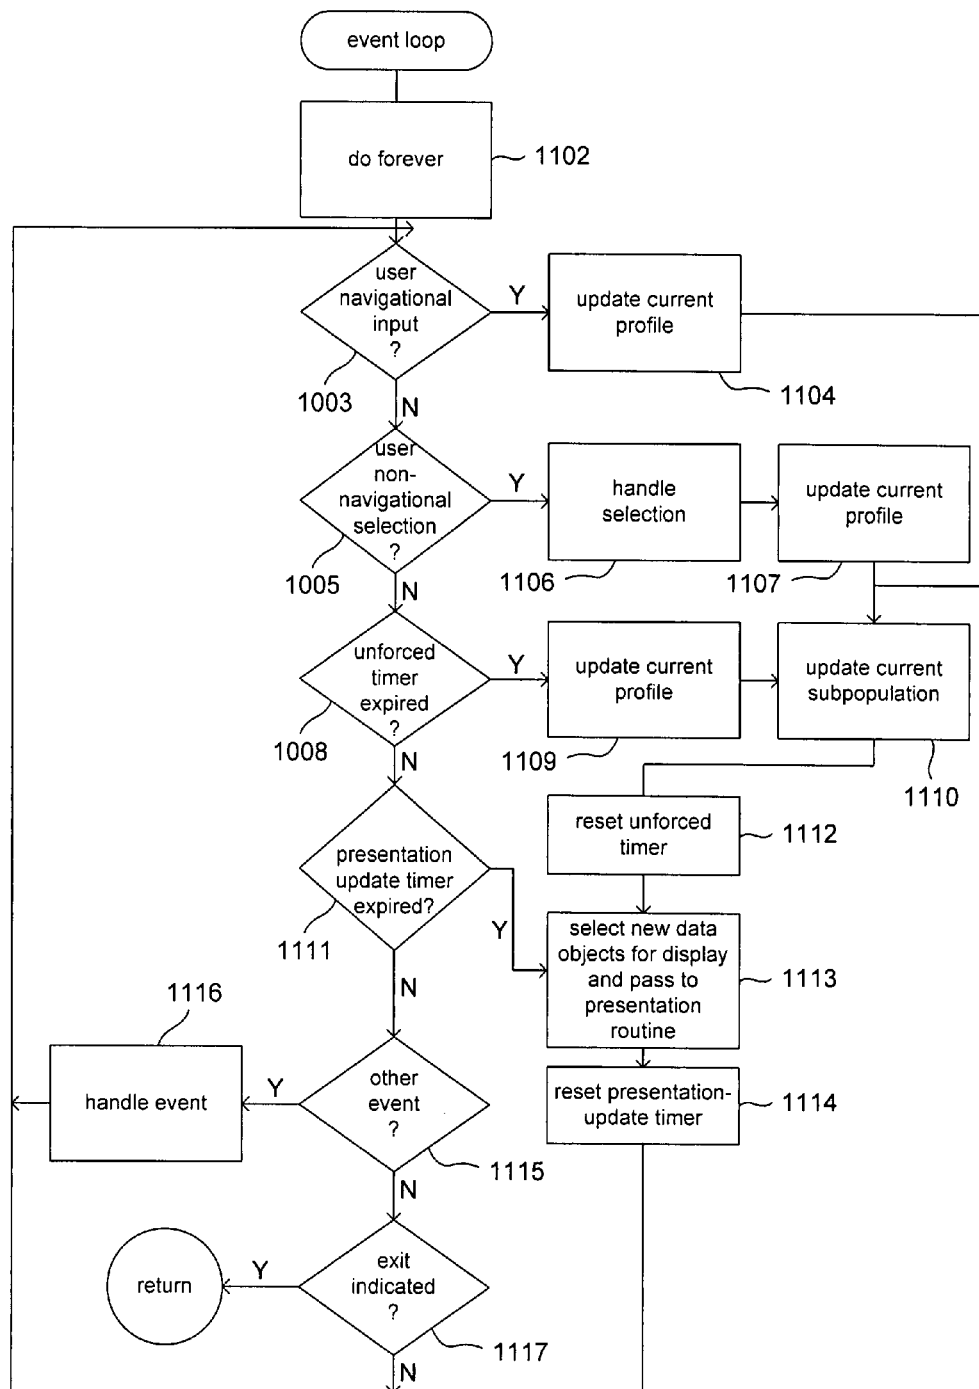 event loop
do forever
1102
user
navigational
input
?
Y
update current
profile
1003
N
1104
user
non-
navigational
selection
?
Y
handle
selection
update current
profile
1005
N
1106
1107
unforced
timer
expired
?
Y
update current
profile
update current
subpopulation
1008
N
1109
1110
reset unforced
timer
1112
presentation
update timer
expired?
Y
1111
N
select new data
objects for display
and pass to
presentation
routine
1113
1116
handle event
Y
other
event
?
reset presentation-
update timer
1114
1115
N
return
Y
exit
indicated
?
1117
N